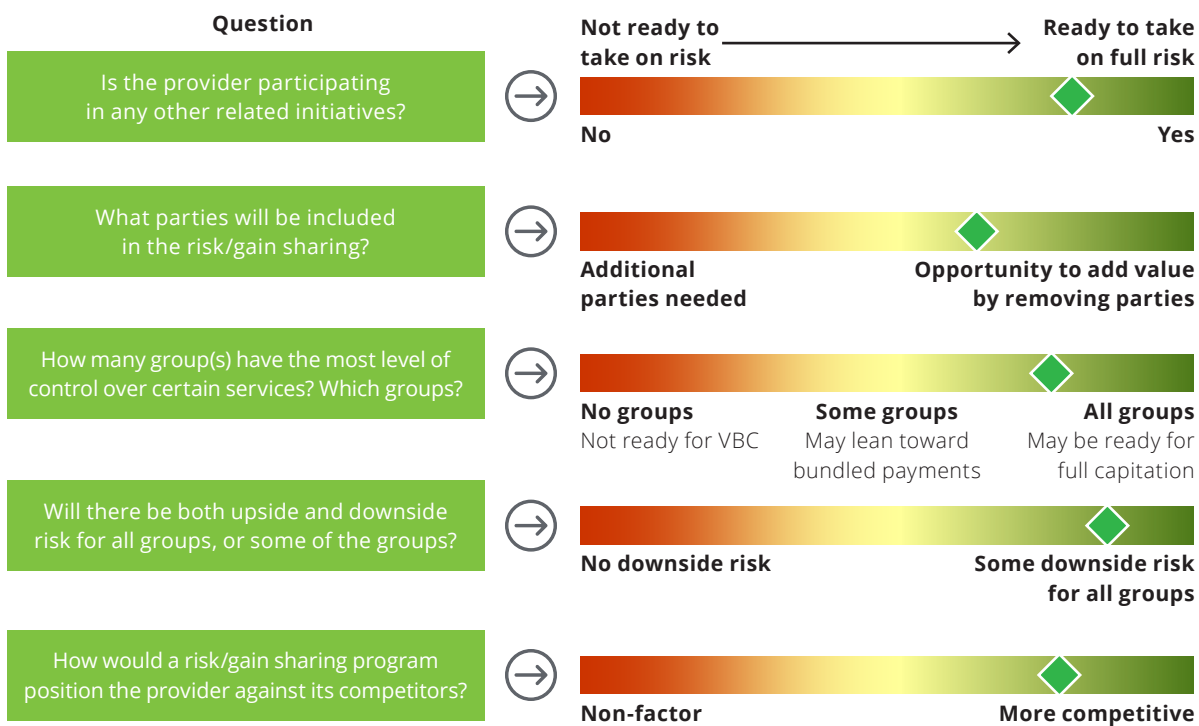 Question
Not ready to
take on risk
Ready to take
on full risk
Is the provider participating
in any other related initiatives?
No
Yes
What parties will be included
in the risk/gain sharing?
Additional
parties needed
Opportunity to add value
by removing parties
How many group(s) have the most level of
control over certain services? Which groups?
No groups
Not ready for VBC
Some groups
May lean toward
bundled payments
All groups
May be ready for
full capitation
Will there be both upside and downside
risk for all groups, or some of the groups?
No downside risk
Some downside risk
for all groups
How would a risk/gain sharing program
position the provider against its competitors?
Non-factor
More competitive